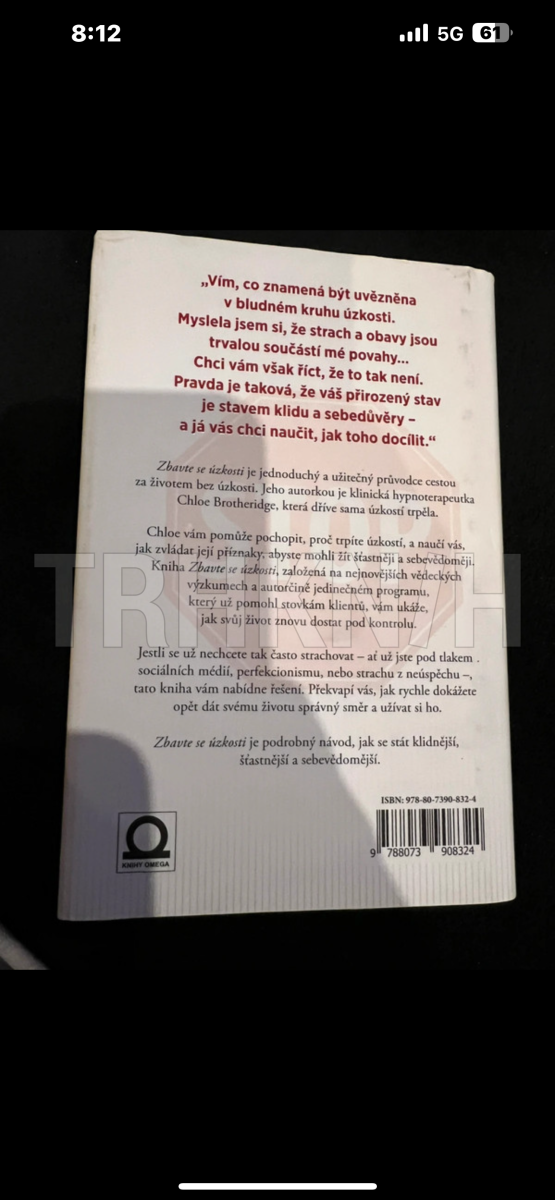 8:12
5G
61
„Vím, co znamená být uvězněna
v bludném kruhu úzkosti.
Myslela jsem si, že strach a obavy jsou
trvalou součástí mé povahy...
Chci vám však říct, že to tak není.
Pravda je taková, že váš přirozený stav
je stavem klidu a sebedůvěry –
a já vás chci naučit, jak toho docílit.“
Zbavte se úzkosti je jednoduchý a užitečný průvodce cestou
za životem bez úzkosti. Jeho autorkou je klinická hypnoterapeutka
Chloe Brotheridge, která dříve sama úzkostí trpěla.
Chloe vám pomůže pochopit, proč trpíte úzkostí, a naučí vás,
jak zvládat její příznaky, abyste mohli žít šťastněji a sebevědoměji.
Kniha Zbavte se úzkosti, založená na nejnovějších vědeckých
výzkumech a autorčině jedinečném programu,
který už pomohl stovkám klientů, vám ukáže,
jak svůj život znovu dostat pod kontrolu.
Jestli se už nechcete tak často strachovat – ať už jste pod tlakem
sociálních médií, perfekcionismu, nebo strachu z neúspěchu –,
tato kniha vám nabídne řešení. Překvapí vás, jak rychle dokážete
opět dát svému životu správný směr a užívat si ho.
Zbavte se úzkosti je podrobný návod, jak se stát klidnější,
šťastnější a sebevědomější.
ISBN: 978-80-7390-832-4
9 788073 908324
KNIHY OMEGA
TRHKNIH